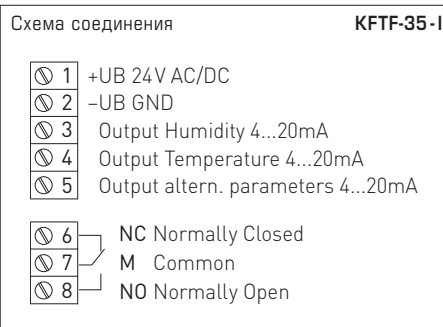 Схема соединения KFTF-35-I
1 +UB 24V AC/DC
2 –UB GND
3 Output Humidity 4...20mA
4 Output Temperature 4...20mA
5 Output altern. parameters 4...20mA
6 NC Normally Closed
7 M Common
8 NO Normally Open